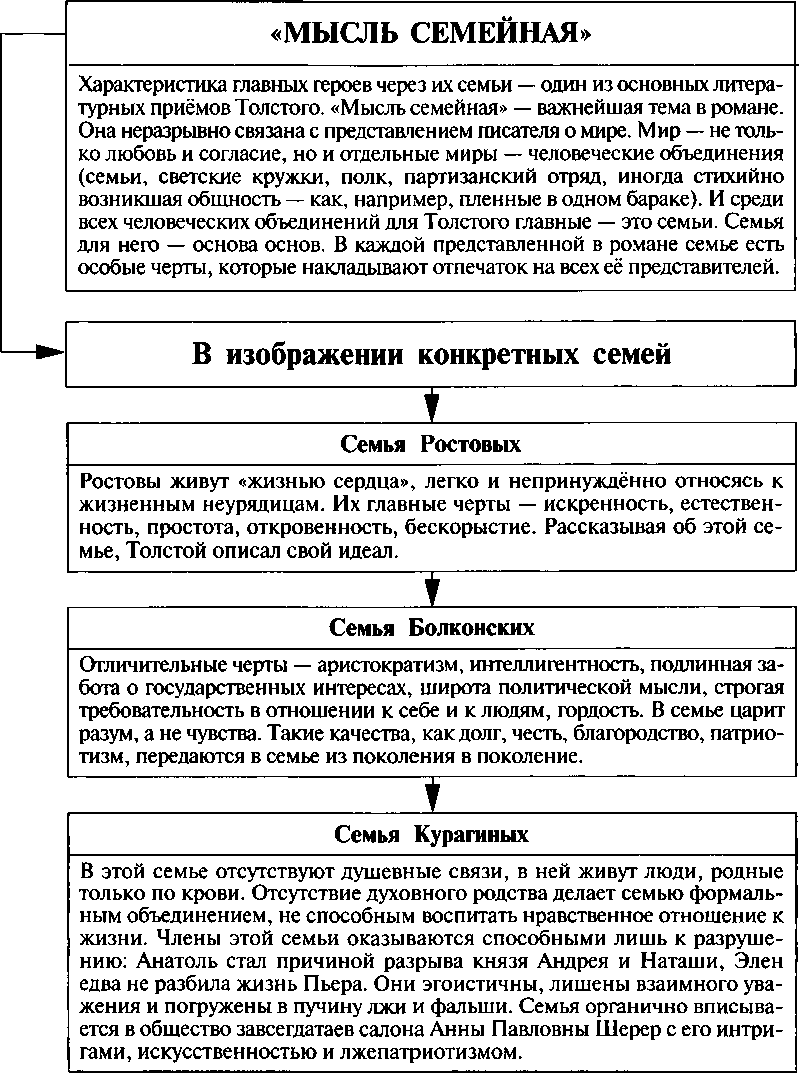 «МЫСЛЬ СЕМЕЙНАЯ»
Характеристика главных героев через их семьи — один из основных литера-
турных приёмов Толстого. «Мысль семейная» — важнейшая тема в романе.
Она неразрывно связана с представлением писателя о мире. Мир — не толь-
ко любовь и согласие, но и отдельные миры — человеческие объединения
(семьи, светские кружки, полк, партизанский отряд, иногда стихийно
возникшая общность — как, например, пленные в одном бараке). И среди
всех человеческих объединений для Толстого главные — это семьи. Семья
для него — основа основ. В каждой представленной в романе семье есть
особые черты, которые накладывают отпечаток на всех её представителей.
В изображении конкретных семей
Семья Ростовых
Ростовы живут «жизнью сердца», легко и непринуждённо относясь к
жизненным неурядицам. Их главные черты — искренность, естествен-
ность, простота, откровенность, бескорыстие. Рассказывая об этой се-
мье, Толстой описал свой идеал.
Семья Болконских
Отличительные черты — аристократизм, интеллигентность, подлинная за-
бота о государственных интересах, широта политической мысли, строгая
требовательность в отношении к себе и к людям, гордость. В семье царит
разум, а не чувства. Такие качества, как долг, честь, благородство, патрио-
тизм, передаются в семье из поколения в поколение.
Семья Курагиных
В этой семье отсутствуют душевные связи, в ней живут люди, родные
только по крови. Отсутствие духовного родства делает семью формаль-
ным объединением, не способным воспитать нравственное отношение к
жизни. Члены этой семьи оказываются способными лишь к разруше-
нию: Анатоль стал причиной разрыва князя Андрея и Наташи, Элен
едва не разбила жизнь Пьера. Они эгоистичны, лишены взаимного ува-
жения и погружены в пучину лжи и фальши. Семья органично вписыва-
ется в общество завсегдатаев салона Анны Павловны Шерер с его интри-
гами, искусственностью и лжепатриотизмом.